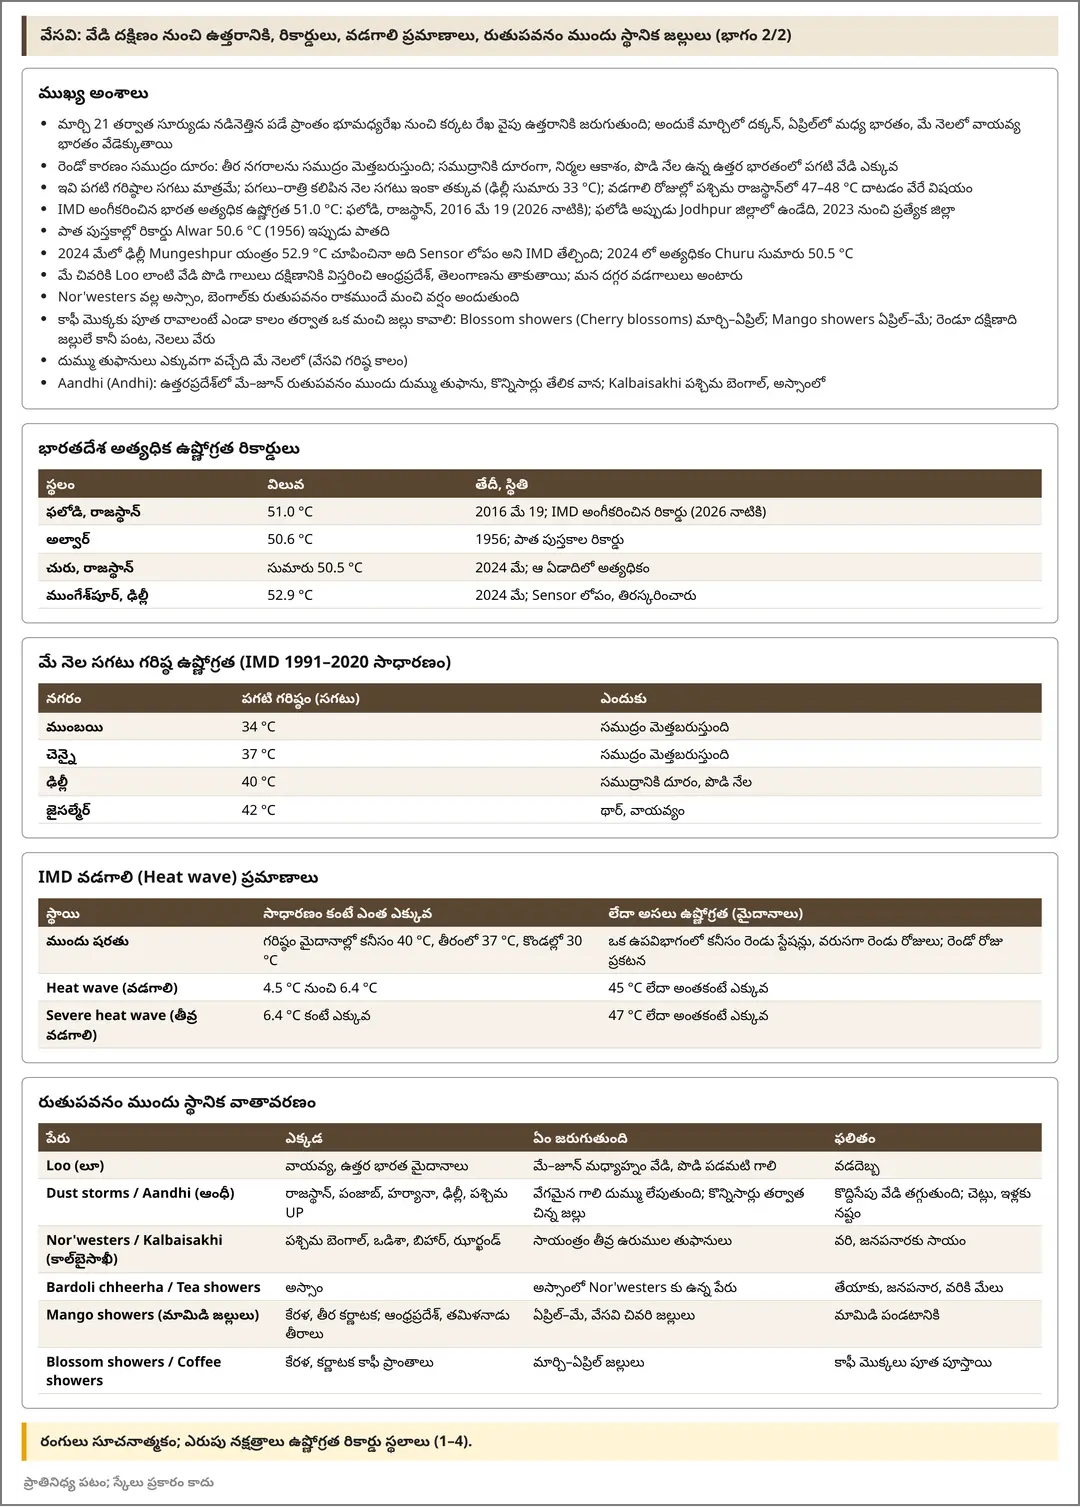 వేసవి: వేడి దక్షిణం నుంచి ఉత్తరానికి, రికార్డులు, వడగాలి ప్రమాణాలు, రుతుపవనం ముందు స్థానిక జల్లులు (భాగం 2/2)
ముఖ్య అంశాలు
• మార్చి 21 తర్వాత సూర్యుడు నడినెత్తిన పడే ప్రాంతం భూమధ్యరేఖ నుంచి కర్కట రేఖ వైపు ఉత్తరానికి జరుగుతుంది; అందుకే మార్చిలో దక్కన్, ఏప్రిల్‌లో మధ్య భారతం, మే నెలలో వాయవ్య
భారతం వేడెక్కుతాయి
• రెండో కారణం సముద్రం దూరం: తీర నగరాలను సముద్రం మెత్తబరుస్తుంది; సముద్రానికి దూరంగా, నిర్మల ఆకాశం, పొడి నేల ఉన్న ఉత్తర భారతంలో పగటి వేడి ఎక్కువ
• ఇవి పగటి గరిష్ఠాల సగటు మాత్రమే; పగలు–రాత్రి కలిపిన నెల సగటు ఇంకా తక్కువ (ఢిల్లీ సుమారు 33 °C); వడగాలి రోజుల్లో పశ్చిమ రాజస్థాన్‌లో 47–48 °C దాటడం వేరే విషయం
• IMD అంగీకరించిన భారత అత్యధిక ఉష్ణోగ్రత 51.0 °C: ఫలోడి, రాజస్థాన్, 2016 మే 19 (2026 నాటికి); ఫలోడి అప్పుడు Jodhpur జిల్లాలో ఉండేది, 2023 నుంచి ప్రత్యేక జిల్లా
• పాత పుస్తకాల్లో రికార్డు Alwar 50.6 °C (1956) ఇప్పుడు పాతది
• 2024 మేలో ఢిల్లీ Mungeshpur యంత్రం 52.9 °C చూపించినా అది Sensor లోపం అని IMD తేల్చింది; 2024 లో అత్యధికం Churu సుమారు 50.5 °C
• మే చివరికి Loo లాంటి వేడి పొడి గాలులు దక్షిణానికి విస్తరించి ఆంధ్రప్రదేశ్, తెలంగాణను తాకుతాయి; మన దగ్గర వడగాలులు అంటారు
• Nor'westers వల్ల అస్సాం, బెంగాల్‌కు రుతుపవనం రాకముందే మంచి వర్షం అందుతుంది
• కాఫీ మొక్కకు పూత రావాలంటే ఎండా కాలం తర్వాత ఒక మంచి జల్లు కావాలి: Blossom showers (Cherry blossoms) మార్చి–ఏప్రిల్; Mango showers ఏప్రిల్–మే; రెండూ దక్షిణాది
జల్లులే కానీ పంట, నెలలు వేరు
• దుమ్ము తుఫానులు ఎక్కువగా వచ్చేది మే నెలలో (వేసవి గరిష్ఠ కాలం)
• Aandhi (Andhi): ఉత్తరప్రదేశ్‌లో మే–జూన్ రుతుపవనం ముందు దుమ్ము తుఫాను, కొన్నిసార్లు తేలిక వాన; Kalbaisakhi పశ్చిమ బెంగాల్, అస్సాంలో
భారతదేశ అత్యధిక ఉష్ణోగ్రత రికార్డులు
స్థలం విలువ తేదీ, స్థితి
ఫలోడి, రాజస్థాన్ 51.0 °C 2016 మే 19; IMD అంగీకరించిన రికార్డు (2026 నాటికి)
అల్వార్ 50.6 °C 1956; పాత పుస్తకాల రికార్డు
చురు, రాజస్థాన్ సుమారు 50.5 °C 2024 మే; ఆ ఏడాదిలో అత్యధికం
ముంగేశ్‌పూర్, ఢిల్లీ 52.9 °C 2024 మే; Sensor లోపం, తిరస్కరించారు
మే నెల సగటు గరిష్ఠ ఉష్ణోగ్రత (IMD 1991–2020 సాధారణం)
నగరం పగటి గరిష్ఠం (సగటు) ఎందుకు
ముంబయి 34 °C సముద్రం మెత్తబరుస్తుంది
చెన్నై 37 °C సముద్రం మెత్తబరుస్తుంది
ఢిల్లీ 40 °C సముద్రానికి దూరం, పొడి నేల
జైసల్మేర్ 42 °C థార్, వాయవ్యం
IMD వడగాలి (Heat wave) ప్రమాణాలు
స్థాయి సాధారణం కంటే ఎంత ఎక్కువ లేదా అసలు ఉష్ణోగ్రత (మైదానాలు)
ముందు షరతు గరిష్ఠం మైదానాల్లో కనీసం 40 °C, తీరంలో 37 °C, కొండల్లో 30 ఒక ఉపవిభాగంలో కనీసం రెండు స్టేషన్లు, వరుసగా రెండు రోజులు; రెండో రోజు
°C ప్రకటన
Heat wave (వడగాలి) 4.5 °C నుంచి 6.4 °C 45 °C లేదా అంతకంటే ఎక్కువ
Severe heat wave (తీవ్ర 6.4 °C కంటే ఎక్కువ 47 °C లేదా అంతకంటే ఎక్కువ
వడగాలి)
రుతుపవనం ముందు స్థానిక వాతావరణం
పేరు ఎక్కడ ఏం జరుగుతుంది ఫలితం
Loo (లూ) వాయవ్య, ఉత్తర భారత మైదానాలు మే–జూన్ మధ్యాహ్నం వేడి, పొడి పడమటి గాలి వడదెబ్బ
Dust storms / Aandhi (ఆంధీ) రాజస్థాన్, పంజాబ్, హర్యానా, ఢిల్లీ, పశ్చిమ వేగమైన గాలి దుమ్ము లేపుతుంది; కొన్నిసార్లు తర్వాత కొద్దిసేపు వేడి తగ్గుతుంది; చెట్లు, ఇళ్లకు
UP చిన్న జల్లు నష్టం
Nor'westers / Kalbaisakhi పశ్చిమ బెంగాల్, ఒడిశా, బిహార్, ఝార్ఖండ్ సాయంత్రం తీవ్ర ఉరుముల తుఫానులు వరి, జనపనారకు సాయం
(కాల్‌బైసాఖీ)
Bardoli chheerha / Tea showers అస్సాం అస్సాంలో Nor'westers కు ఉన్న పేరు తేయాకు, జనపనార, వరికి మేలు
Mango showers (మామిడి జల్లులు) కేరళ, తీర కర్ణాటక; ఆంధ్రప్రదేశ్, తమిళనాడు ఏప్రిల్–మే, వేసవి చివరి జల్లులు మామిడి పండటానికి
తీరాలు
Blossom showers / Coffee కేరళ, కర్ణాటక కాఫీ ప్రాంతాలు మార్చి–ఏప్రిల్ జల్లులు కాఫీ మొక్కలు పూత పూస్తాయి
showers
రంగులు సూచనాత్మకం; ఎరుపు నక్షత్రాలు ఉష్ణోగ్రత రికార్డు స్థలాలు (1–4).
ప్రాతినిధ్య పటం; స్కేలు ప్రకారం కాదు